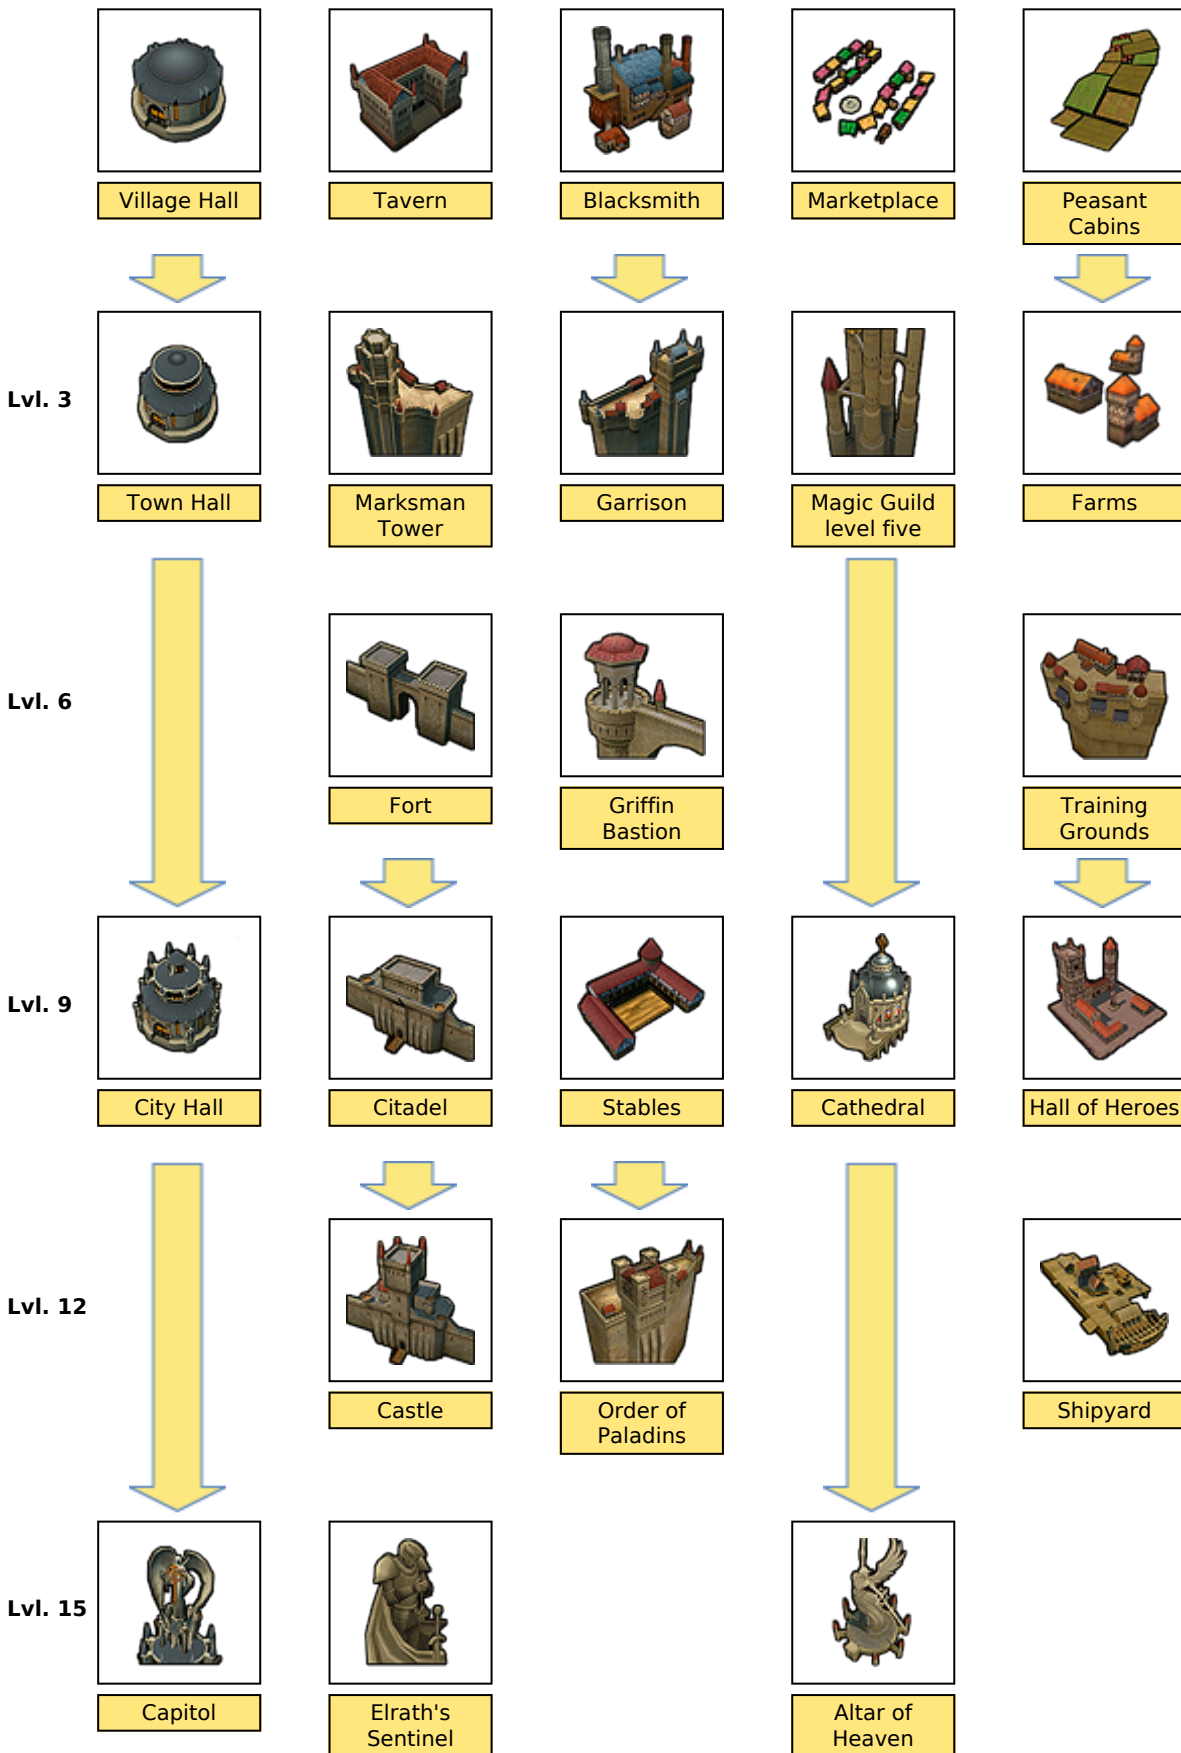 Village Hall
Tavern
Blacksmith
Marketplace
Peasant
Cabins
Lvl. 3
Town Hall
Marksman
Tower
Garrison
Magic Guild
level five
Farms
Lvl. 6
Fort
Griffin
Bastion
Training
Grounds
Lvl. 9
City Hall
Citadel
Stables
Cathedral
Hall of Heroes
Lvl. 12
Castle
Order of
Paladins
Shipyard
Lvl. 15
Capitol
Elrath's
Sentinel
Altar of
Heaven